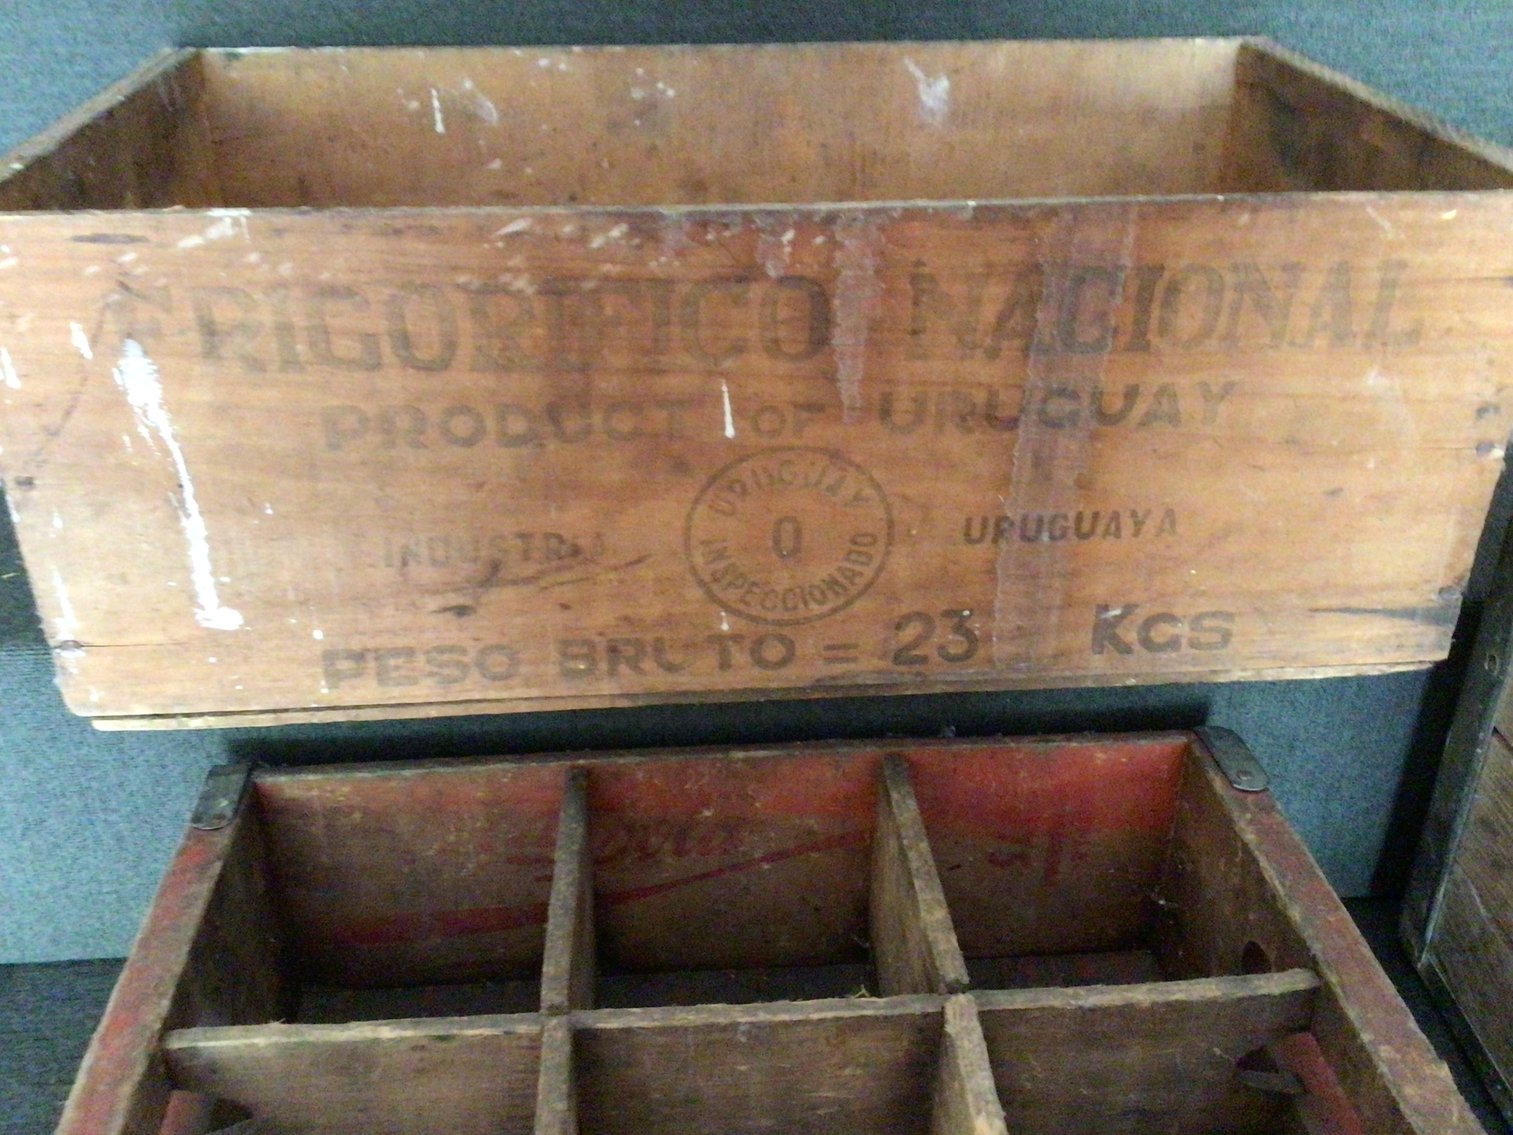 FRIGORIFICO NACIONAL
PRODUCT OF URUGUAY
URUGUAY
INDUSTRIA 0 URUGUAYA
INSPECCIONADO
PESO BRUTO = 23 KGS